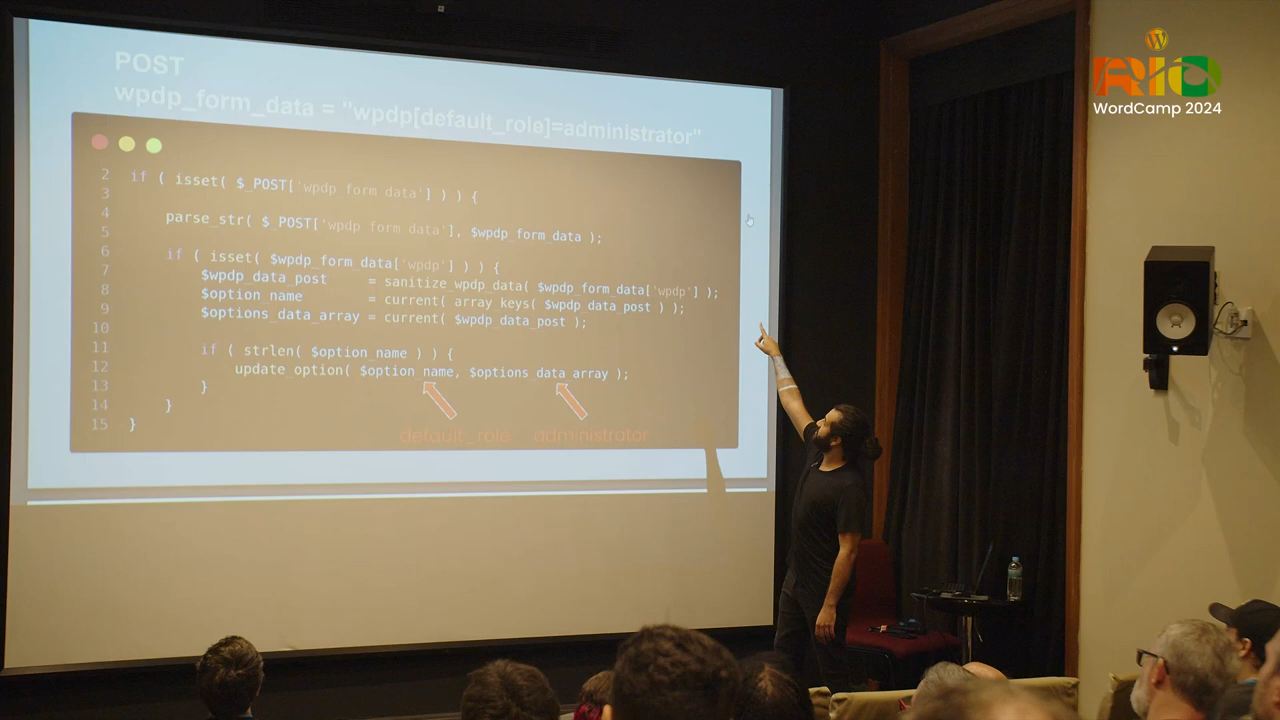 POST
wpdp_form_data = "wpdp[default_role]=administrator"
2 if ( isset( $_POST['wpdp_form_data'] ) ) {
3
4 parse_str( $_POST['wpdp_form_data'], $wpdp_form_data );
5
6 if ( isset( $wpdp_form_data['wpdp'] ) ) {
7 $wpdp_data_post = sanitize_wpdp_data( $wpdp_form_data['wpdp'] );
8 $option_name = current( array_keys( $wpdp_data_post ) );
9 $options_data_array = current( $wpdp_data_post );
10
11 if ( strlen( $option_name ) ) {
12 update_option( $option_name, $options_data_array );
13 }
14 }
15 }
default_role administrator
W
RIO
WordCamp 2024